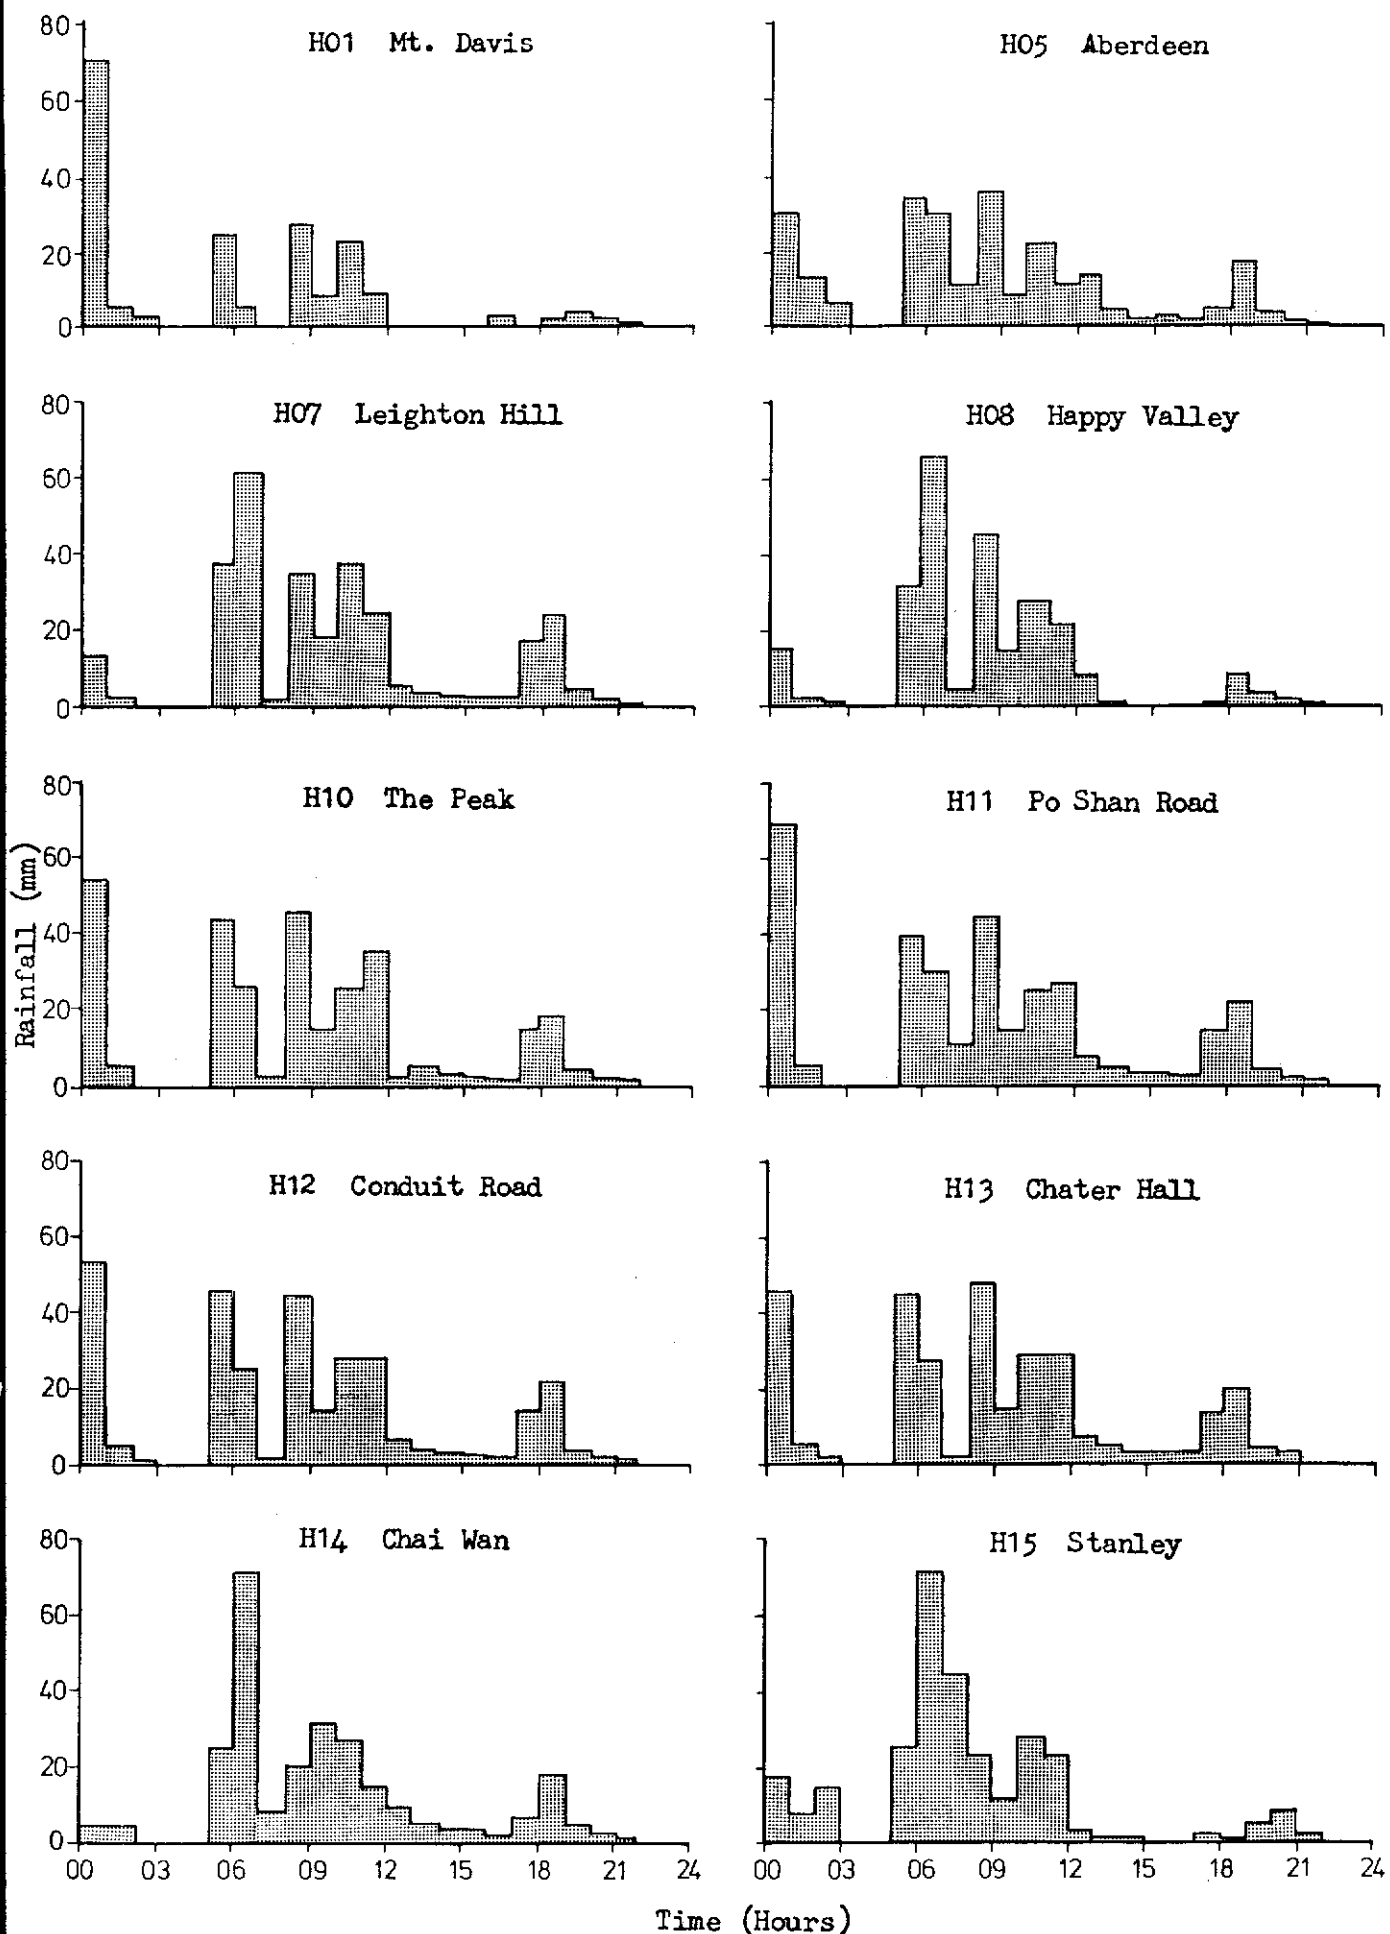 80
60
40
20
0
H01 Mt. Davis
H05 Aberdeen
80
60
40
20
0
H07 Leighton Hill
H08 Happy Valley
80
60
40
20
0
H10 The Peak
H11 Po Shan Road
Rainfall (mm)
80
60
40
20
0
H12 Conduit Road
H13 Chater Hall
80
60
40
20
0
H14 Chai Wan
H15 Stanley
00 03 06 09 12 15 18 21 24
00 03 06 09 12 15 18 21 24
Time (Hours)